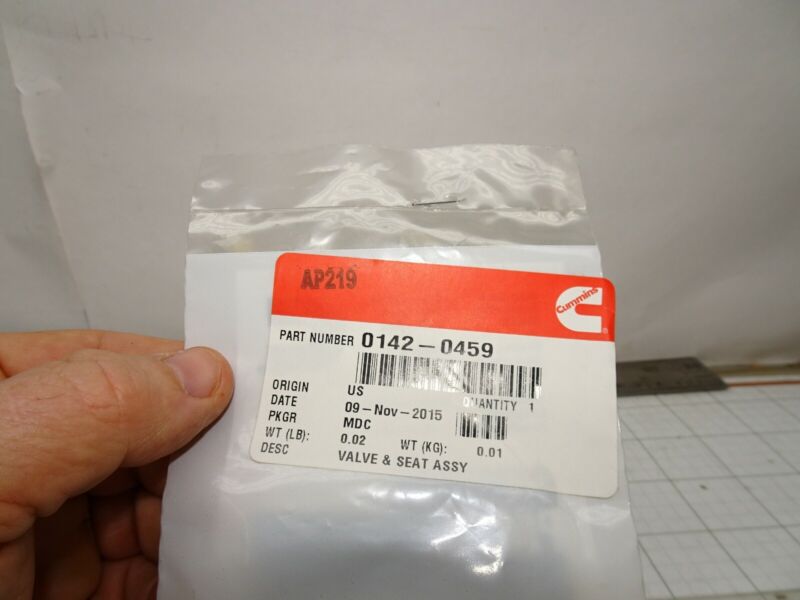 AP219
Cummins
PART NUMBER 0142-0459
ORIGIN US QUANTITY 1
DATE 09-Nov-2015
PKGR MDC
WT (LB): 0.02 WT (KG): 0.01
DESC VALVE & SEAT ASSY